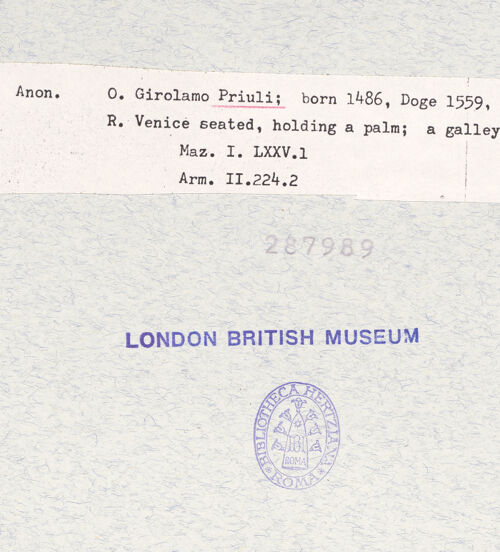 Anon. O. Girolamo Priuli; born 1486, Doge 1559,
R. Venice seated, holding a palm; a galley
Maz. I. LXXV.1
Arm. II.224.2
287989
LONDON BRITISH MUSEUM
BIBLIOTHECA HERTZIANA
ROMA
ROMA